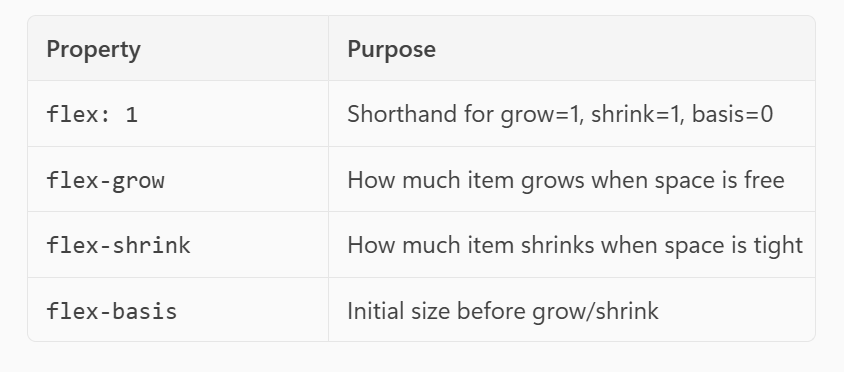 Property Purpose
flex: 1 Shorthand for grow=1, shrink=1, basis=0
flex-grow How much item grows when space is free
flex-shrink How much item shrinks when space is tight
flex-basis Initial size before grow/shrink